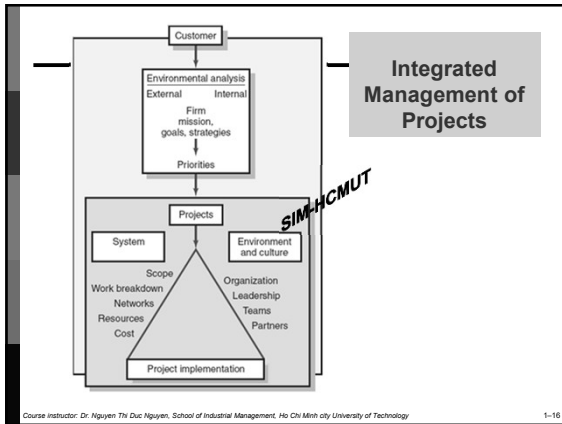 Customer
Integrated
Management of
Projects
Environmental analysis
External Internal
Firm
mission,
goals, strategies
Priorities
SIM-HCMUT
Projects
System
Environment
and culture
Scope
Work breakdown
Networks
Resources
Cost
Organization
Leadership
Teams
Partners
Project implementation
Course instructor: Dr. Nguyen Thi Duc Nguyen, School of Industrial Management, Ho Chi Minh city University of Technology
1–16